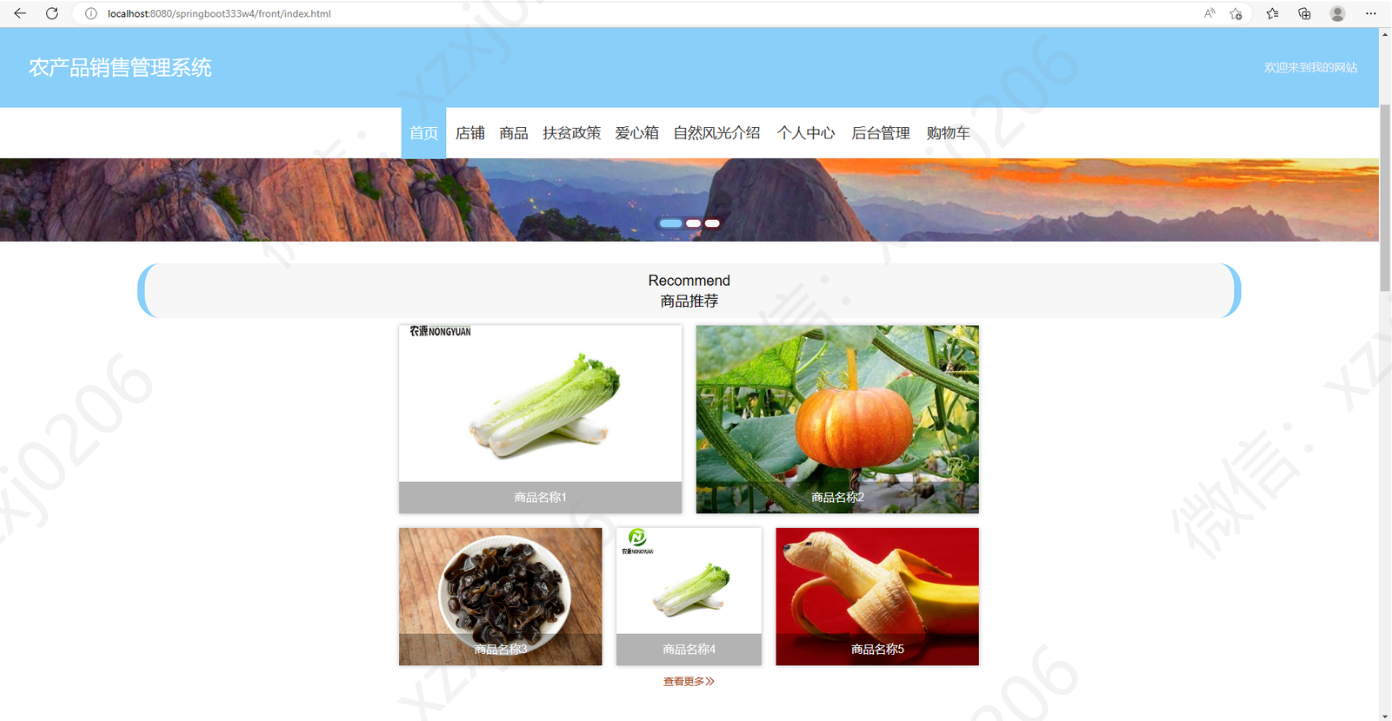 localhost:8080/springboot333w4/front/index.html
农产品销售管理系统
欢迎来到我的网站
首页 店铺 商品 扶贫政策 爱心箱 自然风光介绍 个人中心 后台管理 购物车
Recommend
商品推荐
农源NONGYUAN
商品名称1
商品名称2
农源NONGYUAN
商品名称3
商品名称4
商品名称5
查看更多
微信：xzxj0206